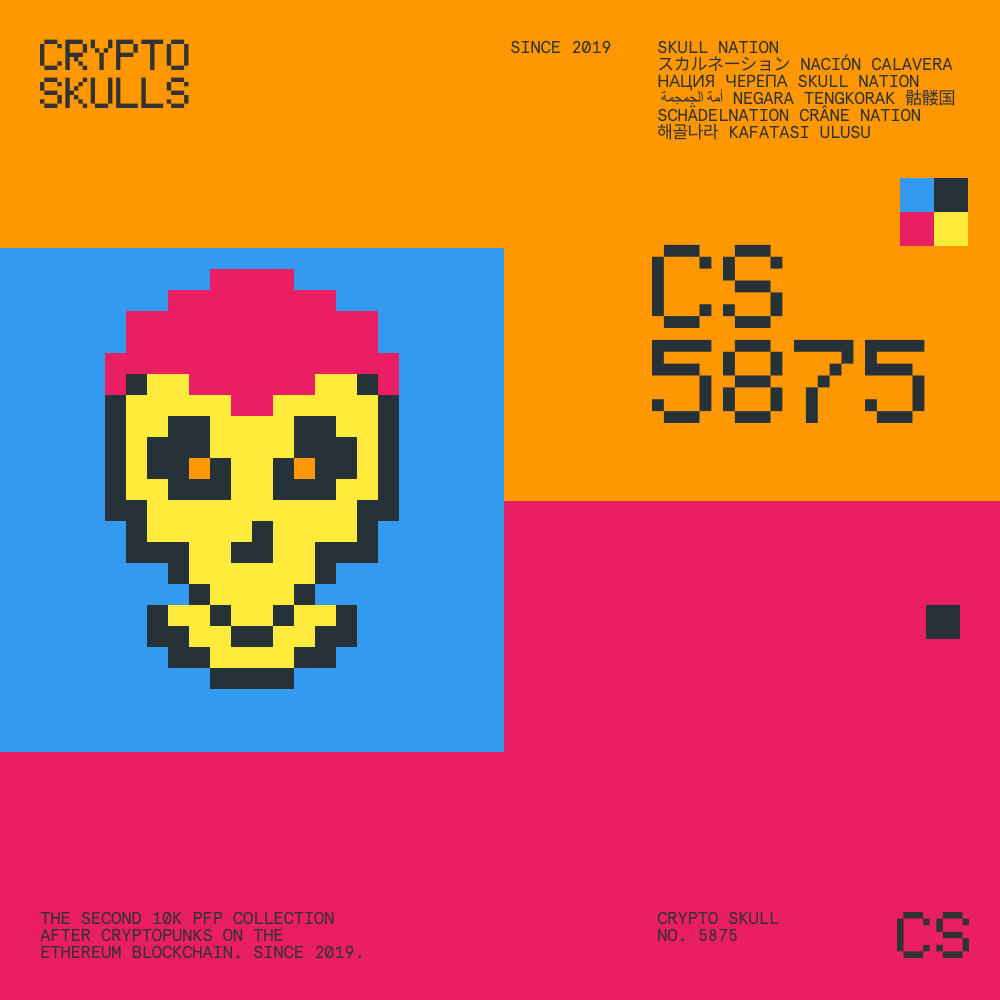 CRYPTO
SKULLS
SINCE 2019
SKULL NATION
スカルネーション NACIÓN CALAVERA
НАЦИЯ ЧЕРЕПА SKULL NATION
أمة الجمجمة NEGARA TENGKORAK 骷髅国
SCHÄDELNATION CRÂNE NATION
해골나라 KAFATASI ULUSU
CS
5875
THE SECOND 10K PFP COLLECTION
AFTER CRYPTOPUNKS ON THE
ETHEREUM BLOCKCHAIN. SINCE 2019.
CRYPTO SKULL
NO. 5875
CS